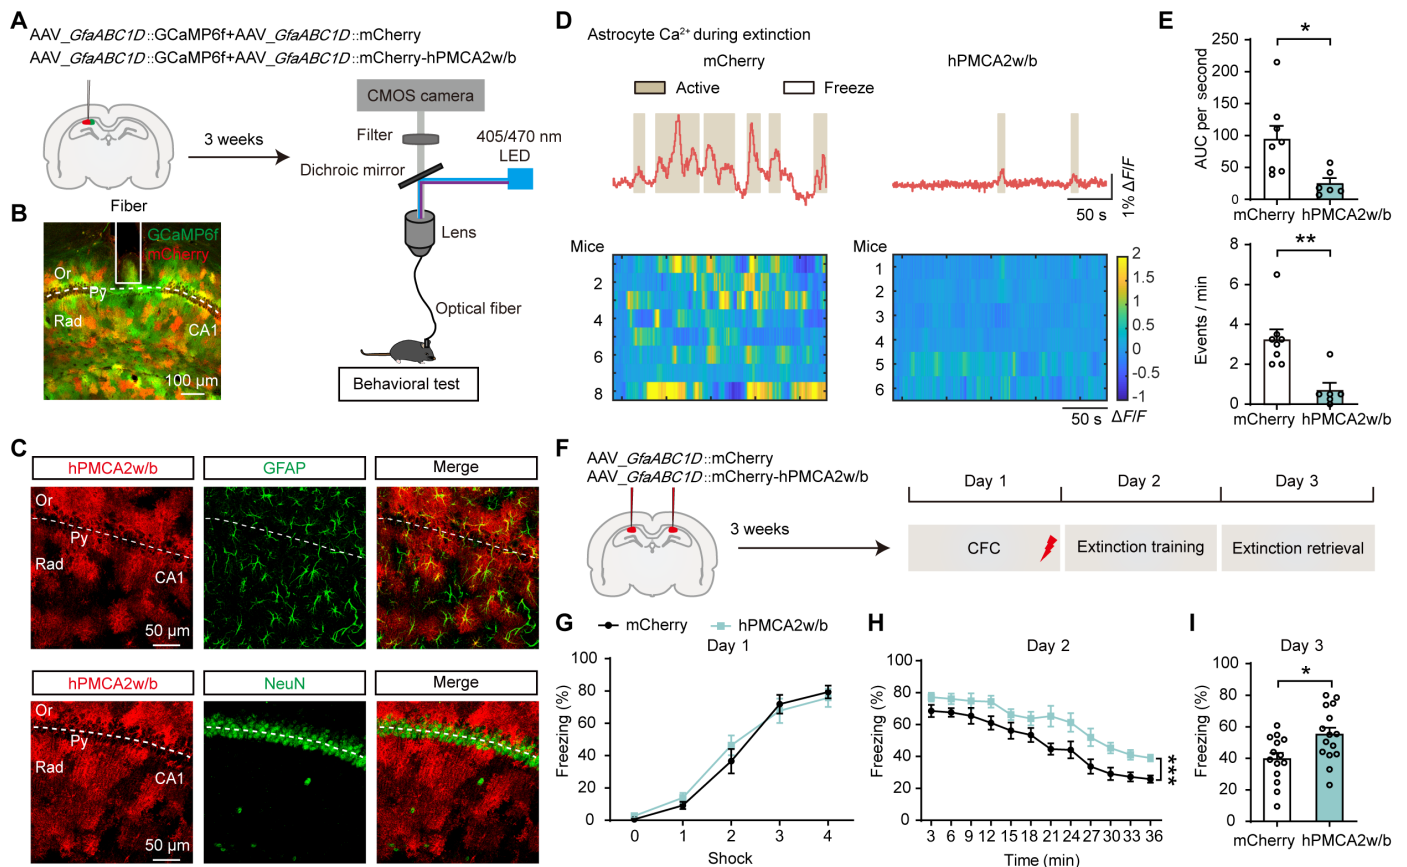 A
AAV_GfaABC1D::GCaMP6f+AAV_GfaABC1D::mCherry
AAV_GfaABC1D::GCaMP6f+AAV_GfaABC1D::mCherry-hPMCA2w/b
3 weeks
CMOS camera
Filter
405/470 nm
LED
Dichroic mirror
Lens
Optical fiber
Behavioral test
B
Fiber
GCaMP6f
mCherry
Or
Py
Rad
CA1
100 µm
C
hPMCA2w/b
GFAP
Merge
Or
Py
Rad
CA1
50 µm
hPMCA2w/b
NeuN
Merge
Or
Py
Rad
CA1
50 µm
D
Astrocyte Ca²⁺ during extinction
mCherry
hPMCA2w/b
Active
Freeze
1% ΔF/F
50 s
Mice
2
4
6
8
Mice
1
2
3
4
5
6
2
1.5
1
0.5
0
-0.5
-1
ΔF/F
50 s
E
*
AUC per second
250
200
150
100
50
0
mCherry
hPMCA2w/b
**
Events / min
8
6
4
2
0
mCherry
hPMCA2w/b
F
AAV_GfaABC1D::mCherry
AAV_GfaABC1D::mCherry-hPMCA2w/b
3 weeks
Day 1
Day 2
Day 3
CFC
Extinction training
Extinction retrieval
G
mCherry
hPMCA2w/b
Day 1
Freezing (%)
100
80
60
40
20
0
0 1 2 3 4
Shock
H
Day 2
Freezing (%)
100
80
60
40
20
0
3 6 9 12 15 18 21 24 27 30 33 36
Time (min)
***
I
Day 3
*
Freezing (%)
100
80
60
40
20
0
mCherry
hPMCA2w/b